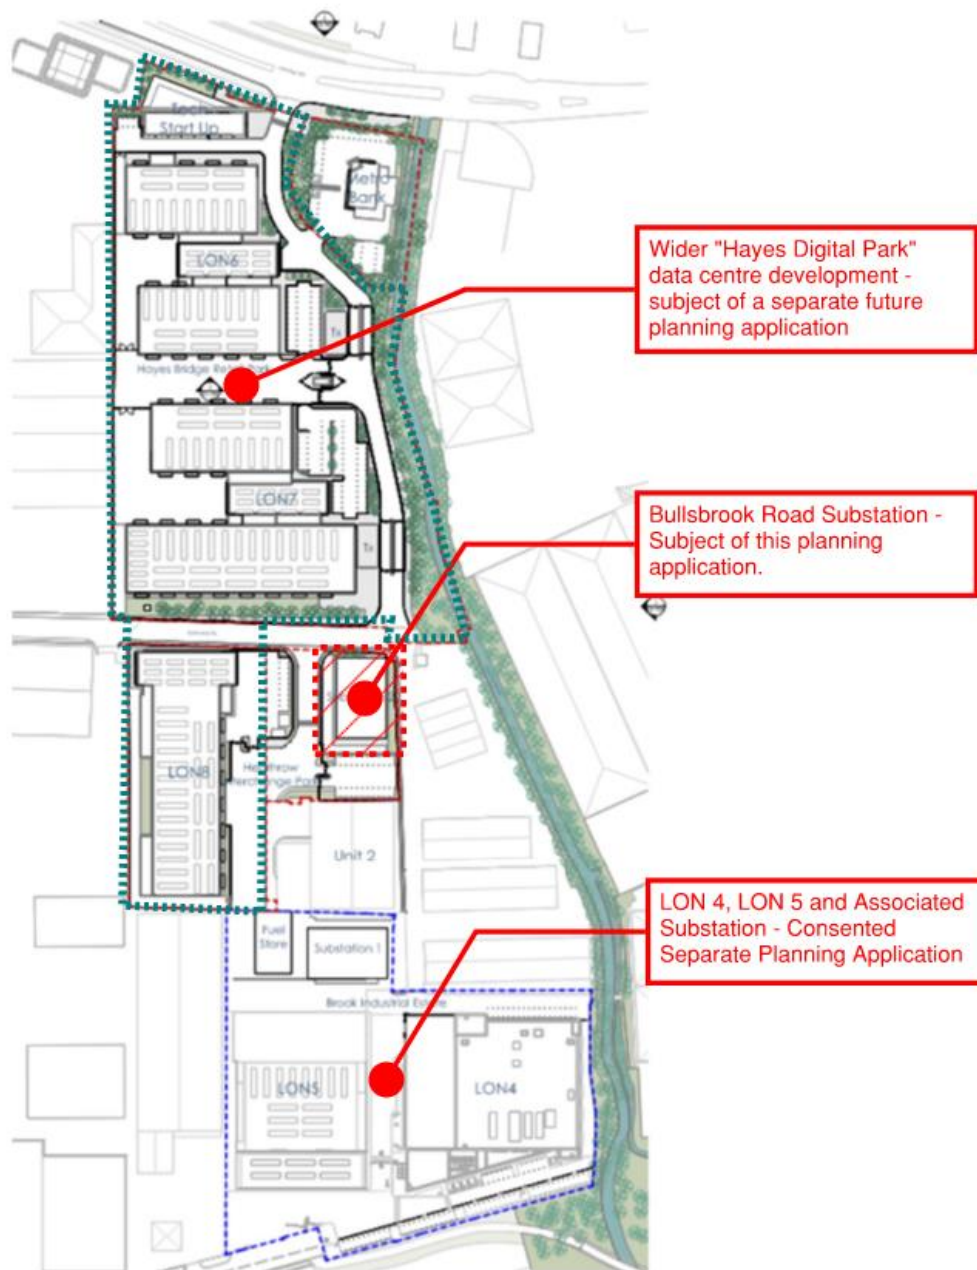 Start Up
Metro
Bank
LON6
Tx
Hayes Bridge Retail Park
LON7
Tx
LON8
Heathrow
Interchange Park
Unit 2
Fuel
Store
Substation 1
Brook Industrial Estate
LON5
LON4
Wider "Hayes Digital Park"
data centre development -
subject of a separate future
planning application
Bullsbrook Road Substation -
Subject of this planning
application.
LON 4, LON 5 and Associated
Substation - Consented
Separate Planning Application